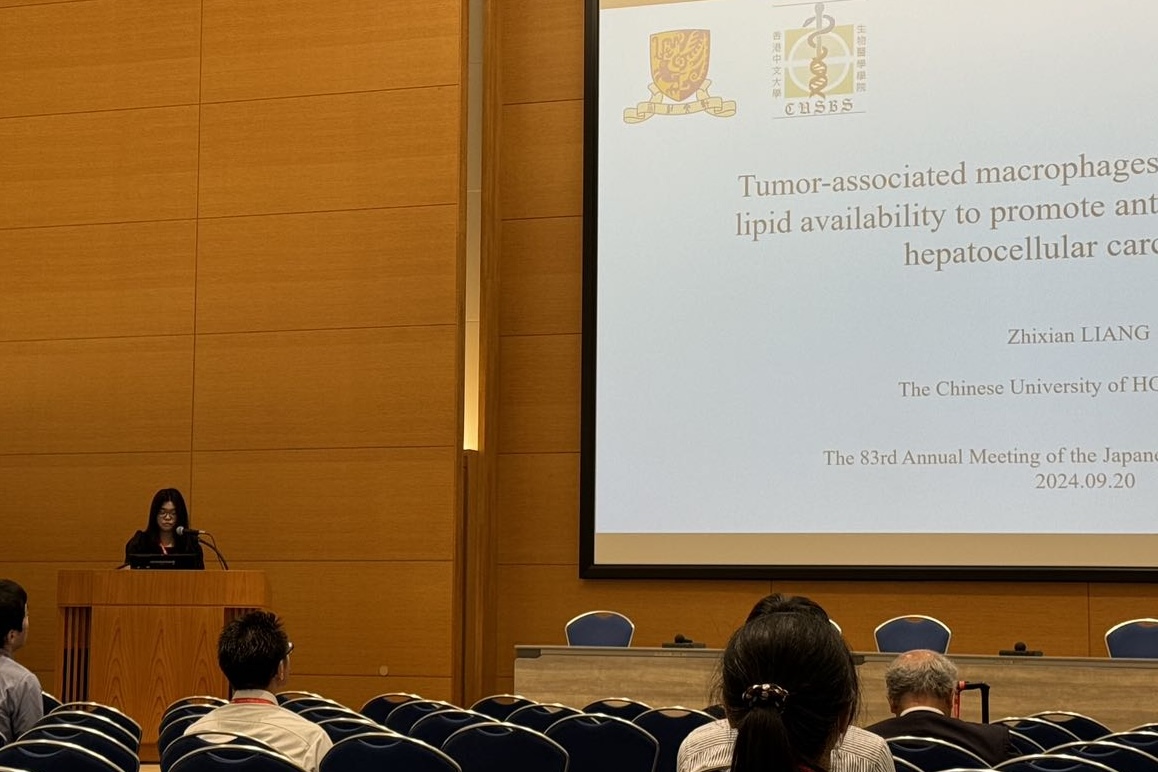 香港中文大學
生物醫學學院
CUSBS
Tumor-associated macrophages
lipid availability to promote ant
hepatocellular carc
Zhixian LIANG
The Chinese University of HO
The 83rd Annual Meeting of the Japane
2024.09.20